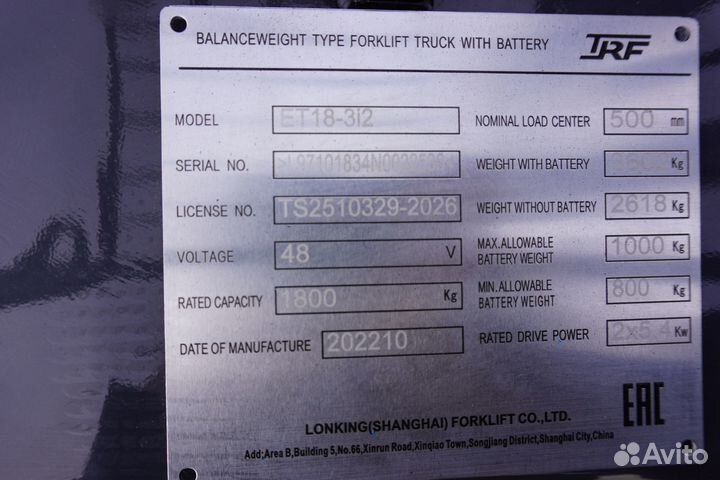 BALANCEWEIGHT TYPE FORKLIFT TRUCK WITH BATTERY TRF
MODEL ET18-3i2 NOMINAL LOAD CENTER 500 mm
SERIAL NO. WEIGHT WITH BATTERY Kg
LICENSE NO. TS2510329-2026 WEIGHT WITHOUT BATTERY 2618 Kg
VOLTAGE 48 V MAX.ALLOWABLE BATTERY WEIGHT 1000 Kg
RATED CAPACITY 1800 Kg MIN.ALLOWABLE BATTERY WEIGHT 800 Kg
DATE OF MANUFACTURE 202210 RATED DRIVE POWER 2x5.4 Kw
EAC
LONKING(SHANGHAI) FORKLIFT CO.,LTD.
Add;Area B,Building 5,No.66,Xinrun Road,Xinqiao Town,Songjiang District,Shanghai City,China
Avito